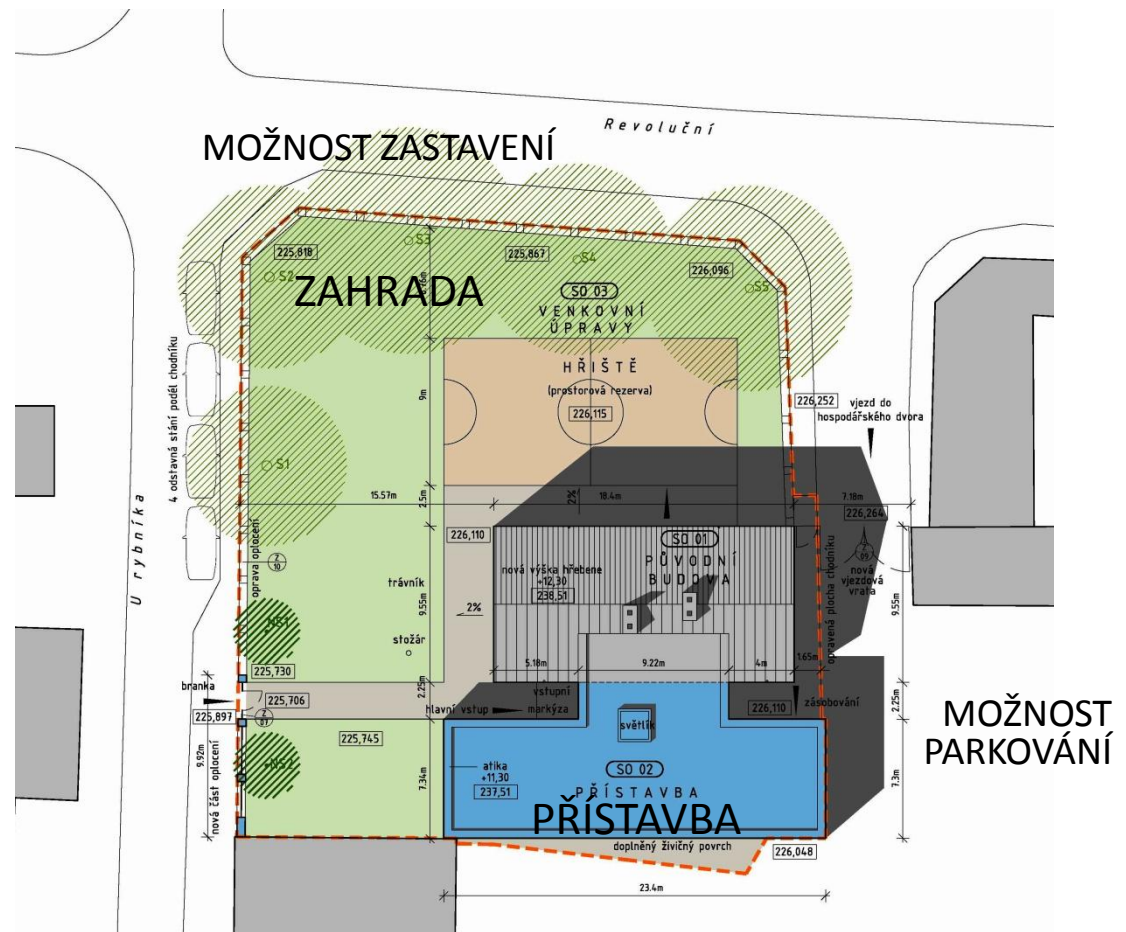 Revoluční
MOŽNOST ZASTAVENÍ
S3
225,818
225,867
S4
226,096
S2
ZAHRADA
S5
SO 03
VENKOVNÍ
ÚPRAVY
4 odstavná stání podél chodníku
HŘIŠTĚ
(prostorová rezerva)
226,115
9m
226,252
vjezd do
hospodářského dvora
S1
15.57m
2.5m
2%
18.4m
7.18m
226,264
U rybníka
oprava oplocení
226,110
SO 01
PŮVODNÍ
BUDOVA
nová výška hřebene
+12,30
238,51
Z
10
Z
09
nová
vjezdová
vrata
opravená plocha chodníku
trávník
9.55m
2%
9.55m
stožár
NS1
5.18m
9.22m
4m
1.65m
225,730
branka
225,706
2.25m
vstupní
markýza
hlavní vstup
226,110
zásobování
2.25m
225,897
Z
07
225,745
světlík
MOŽNOST
PARKOVÁNÍ
9.92m
nová část oplocení
NS2
7.34m
atika
+11,30
237,51
SO 02
PŘÍSTAVBA
7.3m
PŘÍSTAVBA
doplněný živičný povrch
226,048
23.4m